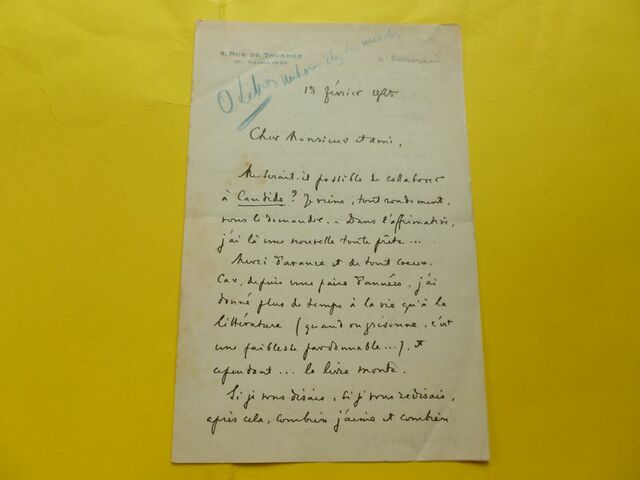 8, RUE DE TOURNON
15 février 1925
Cher Monsieur et ami,
Me serait-il possible de collaborer
à Candide ? Je viens, tout rondement,
vous le demander. - Dans l'affirmative,
j'ai là une nouvelle toute prête...
Merci d'avance et de tout coeur.
Car, depuis une paire d'années, j'ai
donné plus de temps à la vie qu'à la
littérature (quand on grisonne, c'est
une faiblesse pardonnable...). Et
cependant... le livre monte.
Si je vous disais, si je vous redisais,
après cela, combien j'aime et combien